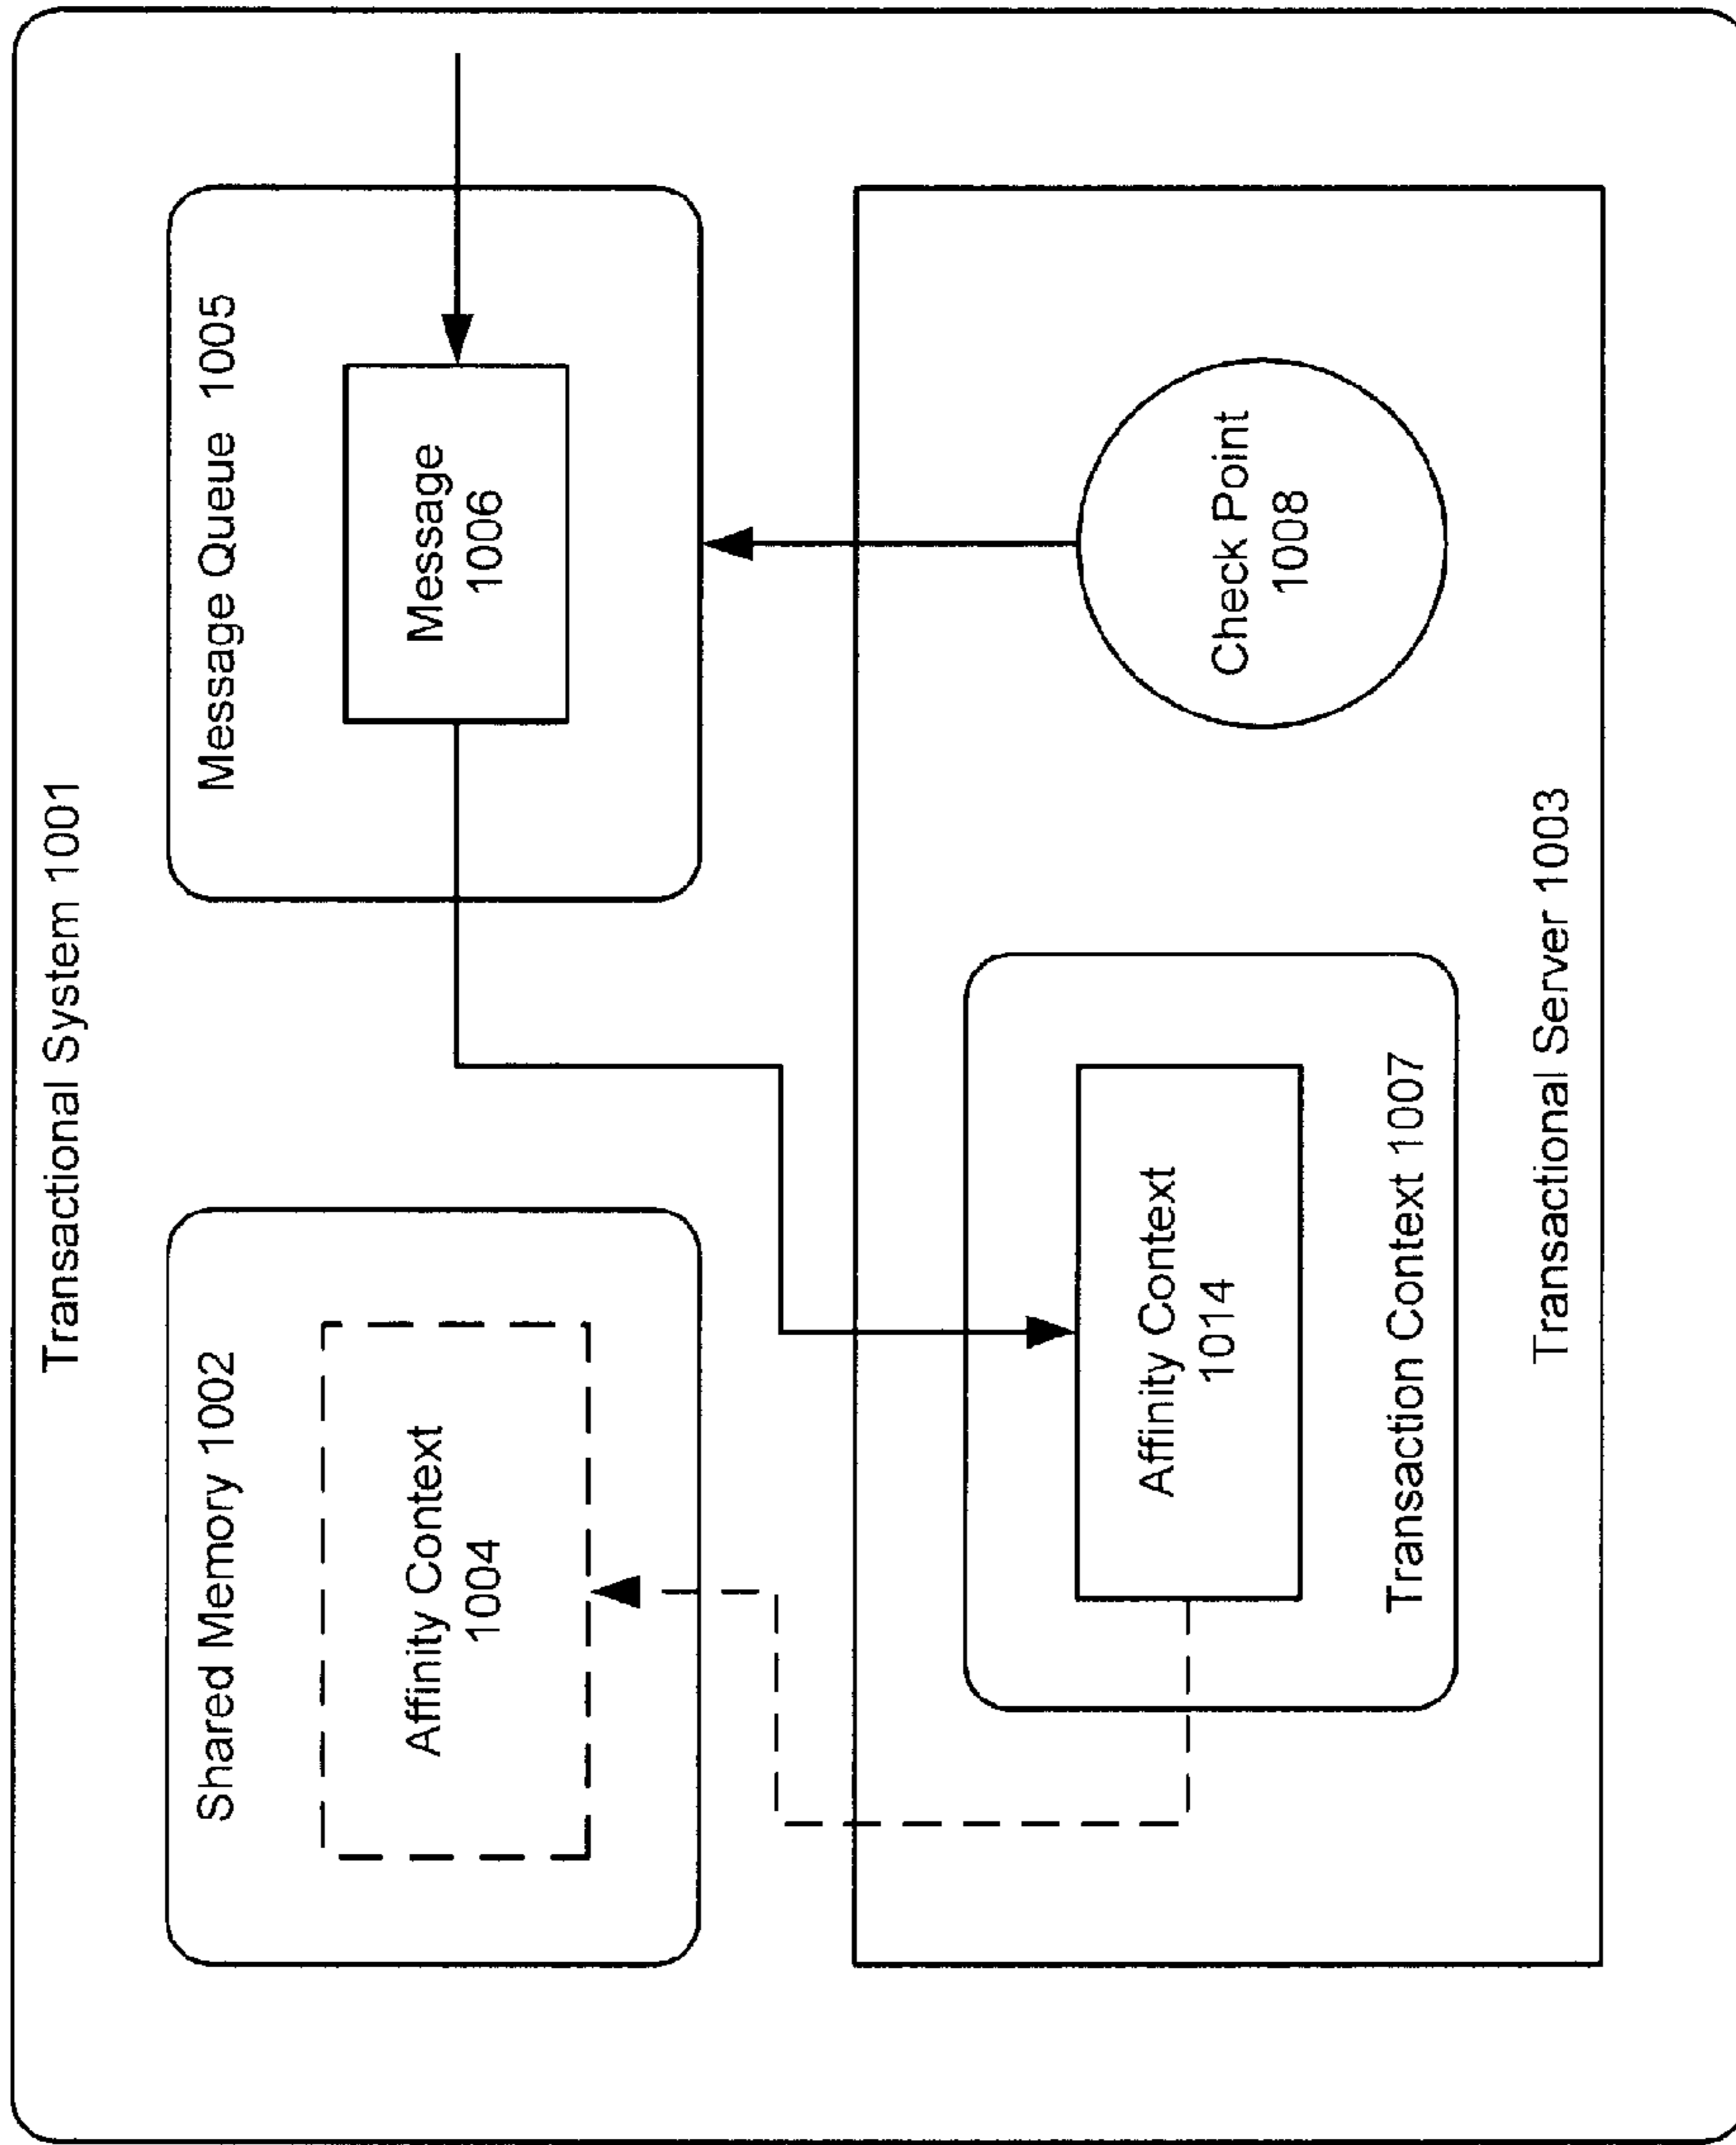 Transactional System 1001
Shared Memory 1002
Affinity Context
1004
Message Queue 1005
Message
1006
Affinity Context
1014
Transaction Context 1007
Check Point
1008
Transactional Server 1003